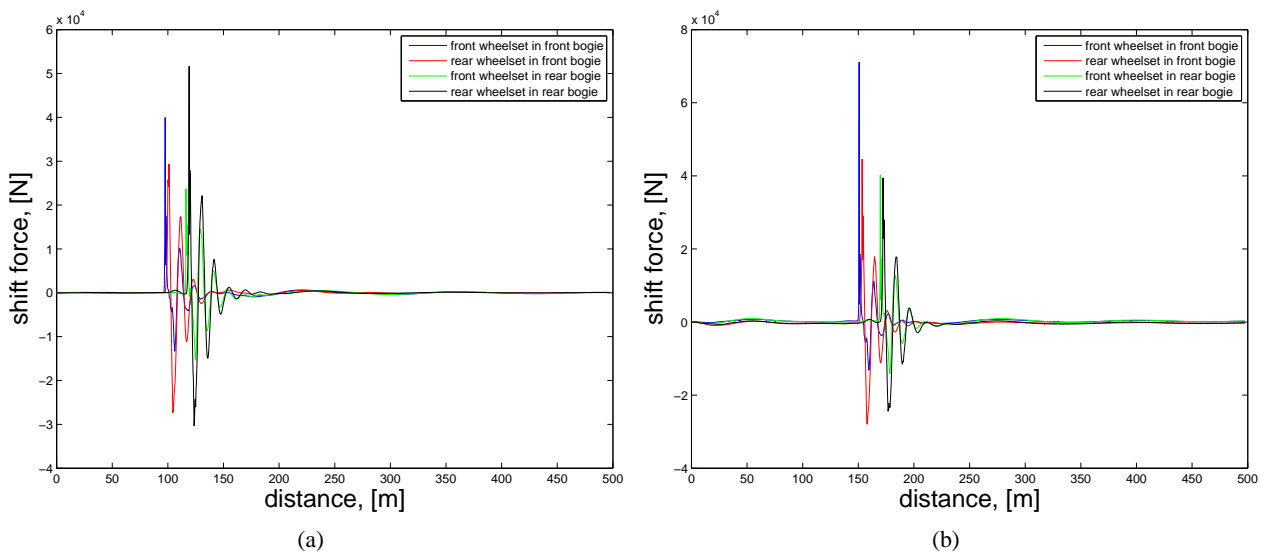 x 10⁴
6
5
4
3
2
1
0
−1
−2
−3
−4
0 50 100 150 200 250 300 350 400 450 500
shift force, [N]
distance, [m]
front wheelset in front bogie
rear wheelset in front bogie
front wheelset in rear bogie
rear wheelset in rear bogie
(a)
x 10⁴
8
6
4
2
0
−2
−4
0 50 100 150 200 250 300 350 400 450 500
shift force, [N]
distance, [m]
front wheelset in front bogie
rear wheelset in front bogie
front wheelset in rear bogie
rear wheelset in rear bogie
(b)